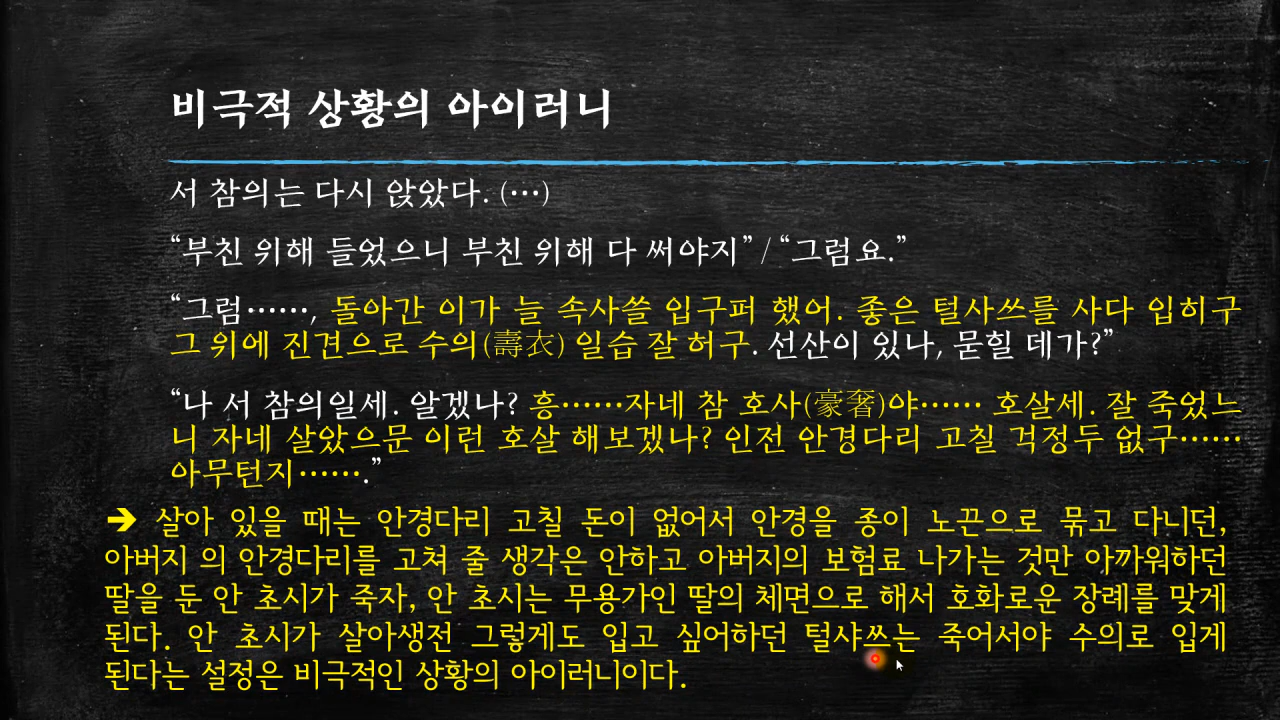 비극적 상황의 아이러니
서 참의는 다시 앉았다. (…)
“부친 위해 들었으니 부친 위해 다 써야지” / “그럼요.”
“그럼……, 돌아간 이가 늘 속사쓸 입구퍼 했어. 좋은 털사쓰를 사다 입히구
그 위에 진견으로 수의(壽衣) 일습 잘 허구. 선산이 있나, 묻힐 데가?”
“나 서 참의일세. 알겠나? 흥……자네 참 호사(豪奢)야…… 호살세. 잘 죽었느
니 자네 살았으문 이런 호살 해보겠나? 인전 안경다리 고칠 걱정두 없구……
아무턴지…….”
➔ 살아 있을 때는 안경다리 고칠 돈이 없어서 안경을 종이 노끈으로 묶고 다니던,
아버지 의 안경다리를 고쳐 줄 생각은 안하고 아버지의 보험료 나가는 것만 아까워하던
딸을 둔 안 초시가 죽자, 안 초시는 무용가인 딸의 체면으로 해서 호화로운 장례를 맞게
된다. 안 초시가 살아생전 그렇게도 입고 싶어하던 털샤쓰는 죽어서야 수의로 입게
된다는 설정은 비극적인 상황의 아이러니이다.